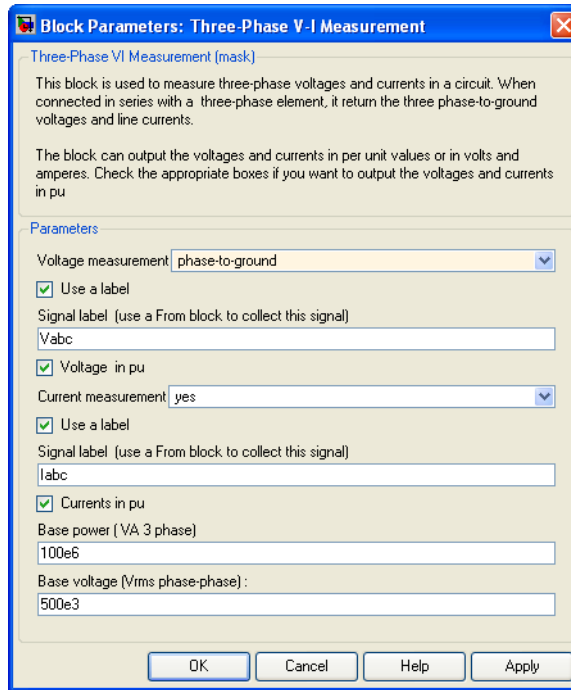 Block Parameters: Three-Phase V-I Measurement
Three-Phase VI Measurement (mask)
This block is used to measure three-phase voltages and currents in a circuit. When
connected in series with a  three-phase element, it return the three phase-to-ground
voltages and line currents.
The block can output the voltages and currents in per unit values or in volts and
amperes. Check the appropriate boxes if you want to output the voltages and currents
in pu
Parameters
Voltage measurement phase-to-ground
Use a label
Signal label  (use a From block to collect this signal)
Vabc
Voltage  in pu
Current measurement yes
Use a label
Signal label  (use a From block to collect this signal)
Iabc
Currents in pu
Base power ( VA 3 phase)
100e6
Base voltage (Vrms phase-phase) :
500e3
OK Cancel Help Apply